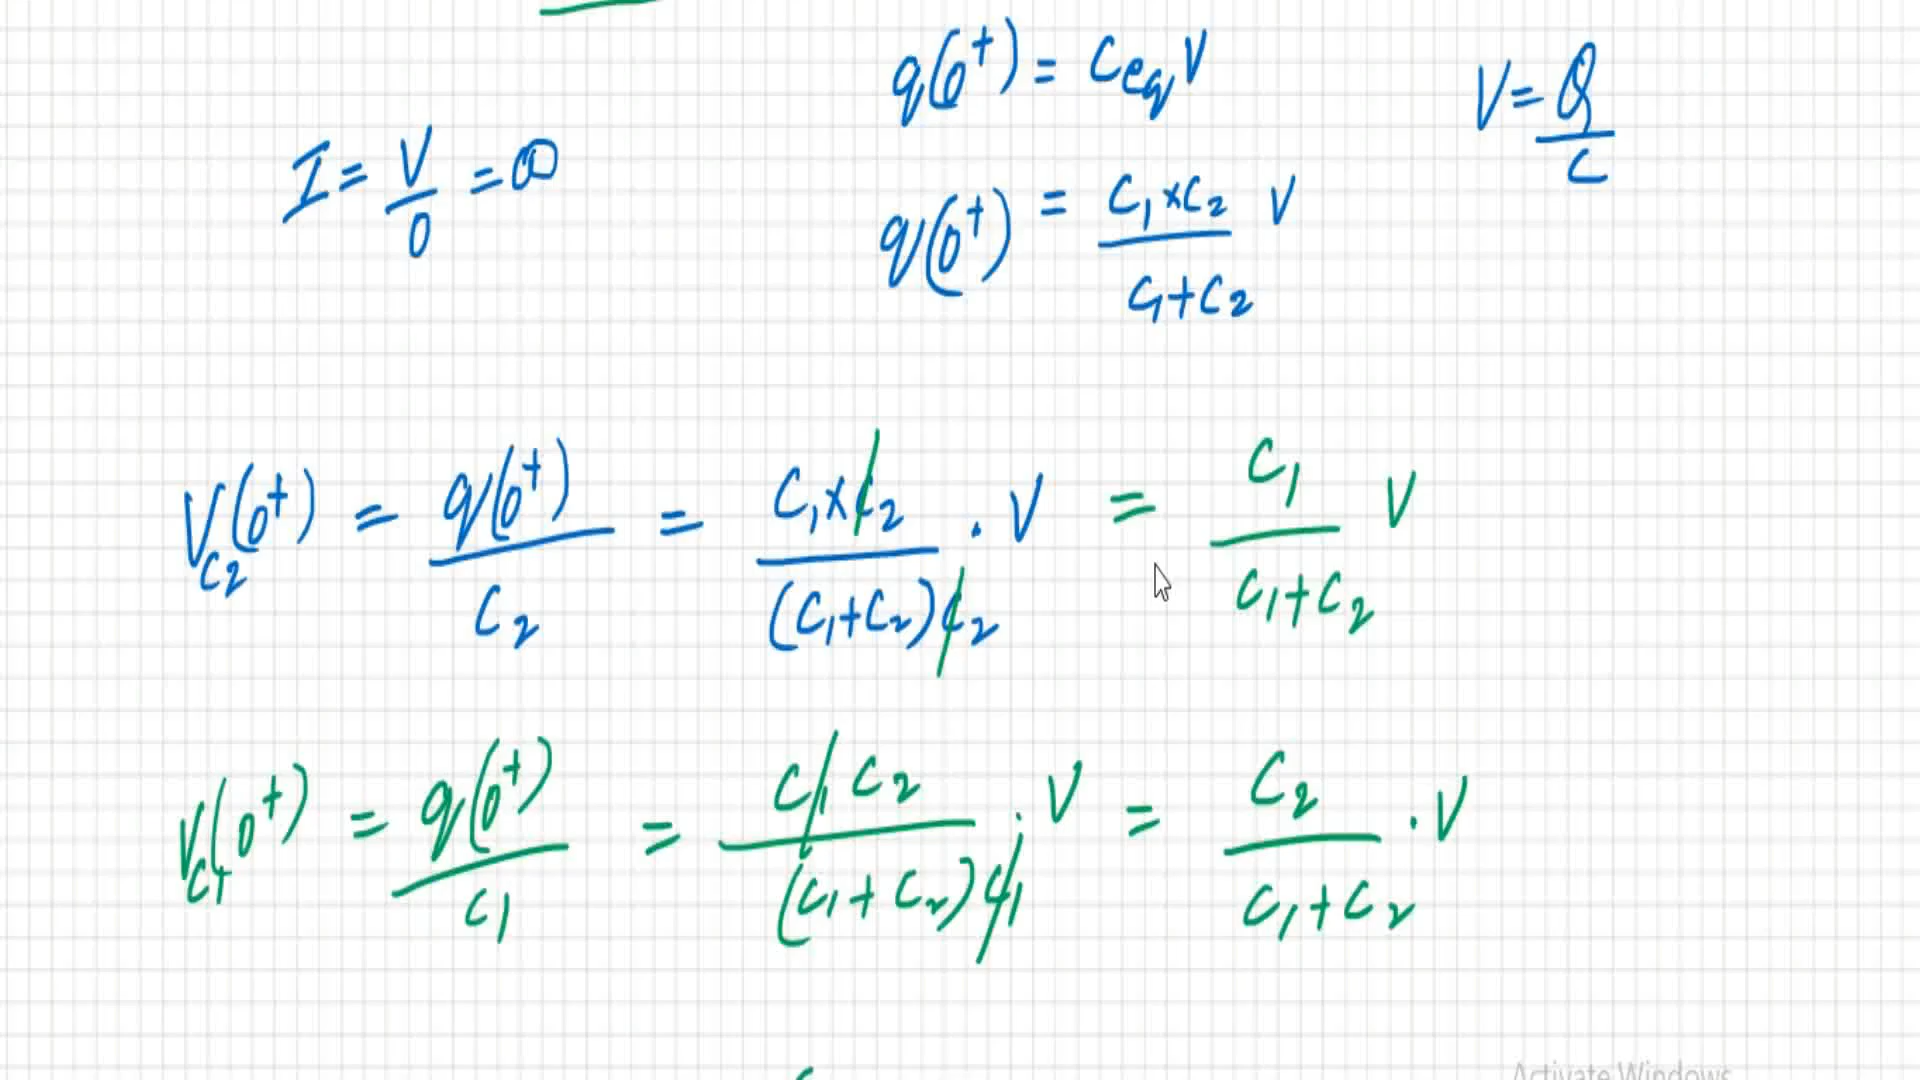 q(0⁺) = Ceq V
V = Q/C
I = V/0 = ∞
q(0⁺) = C₁×C₂/C₁+C₂ V
V_C2(0⁺) = q(0⁺)/C₂ = C₁×C₂/(C₁+C₂)C₂ . V = C₁/C₁+C₂ V
V_C1(0⁺) = q(0⁺)/C₁ = C₁C₂/(C₁+C₂)C₁ . V = C₂/C₁+C₂ . V
Activate Windows